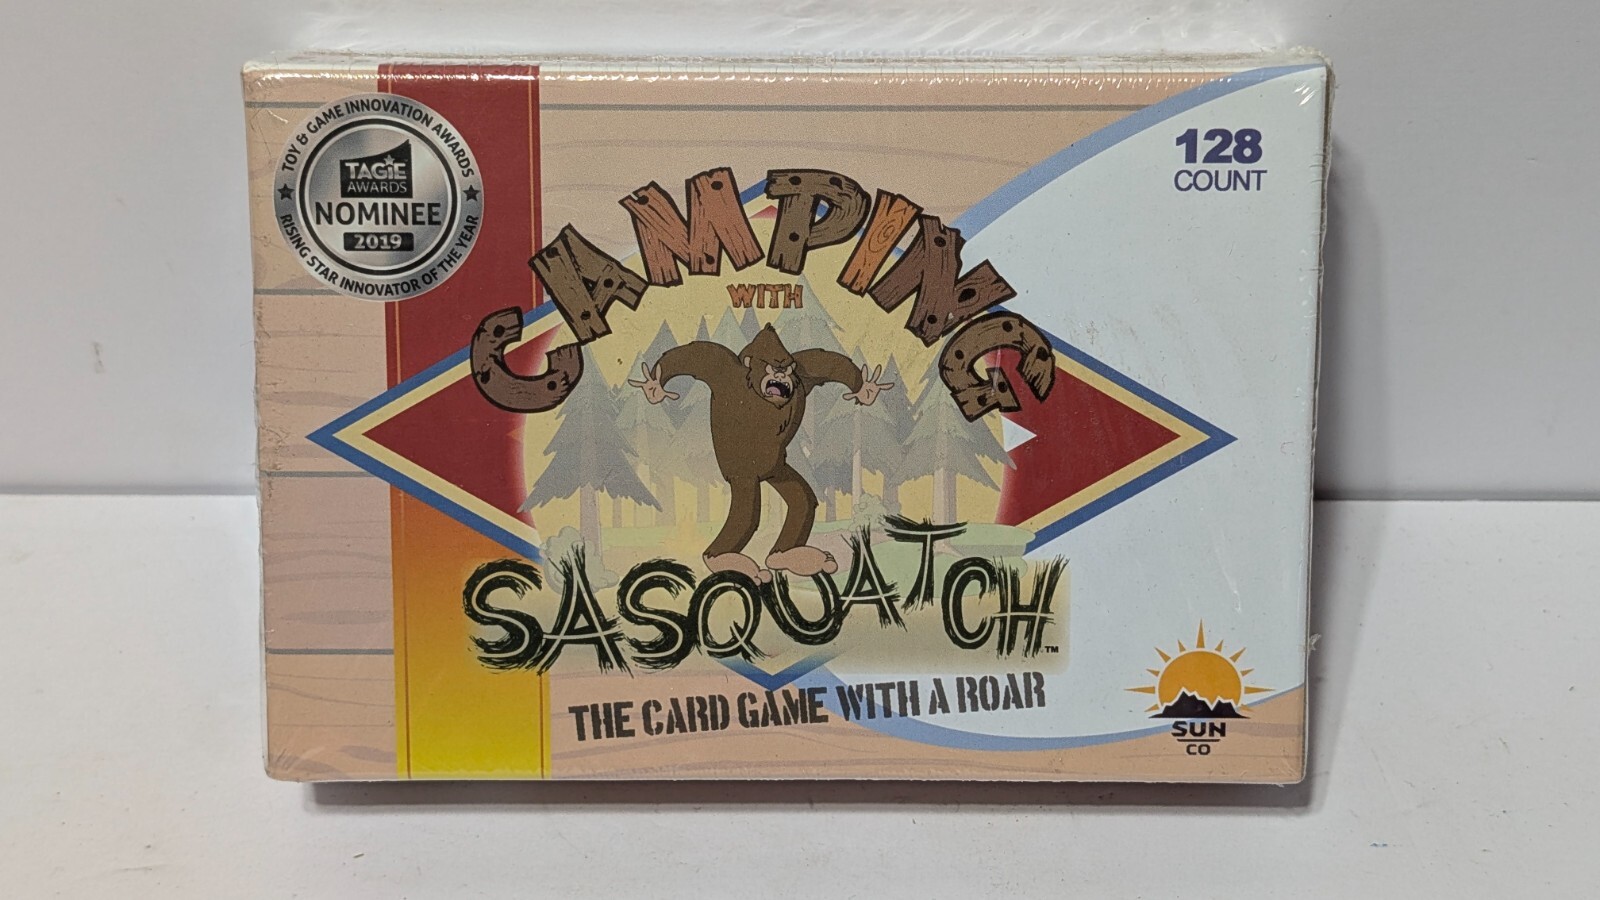 TOY & GAME INNOVATION AWARDS
TAGIE
AWARDS
NOMINEE
2019
RISING STAR INNOVATOR OF THE YEAR
128
COUNT
CAMPING
WITH
SASQUATCH™
THE CARD GAME WITH A ROAR
SUN
CO